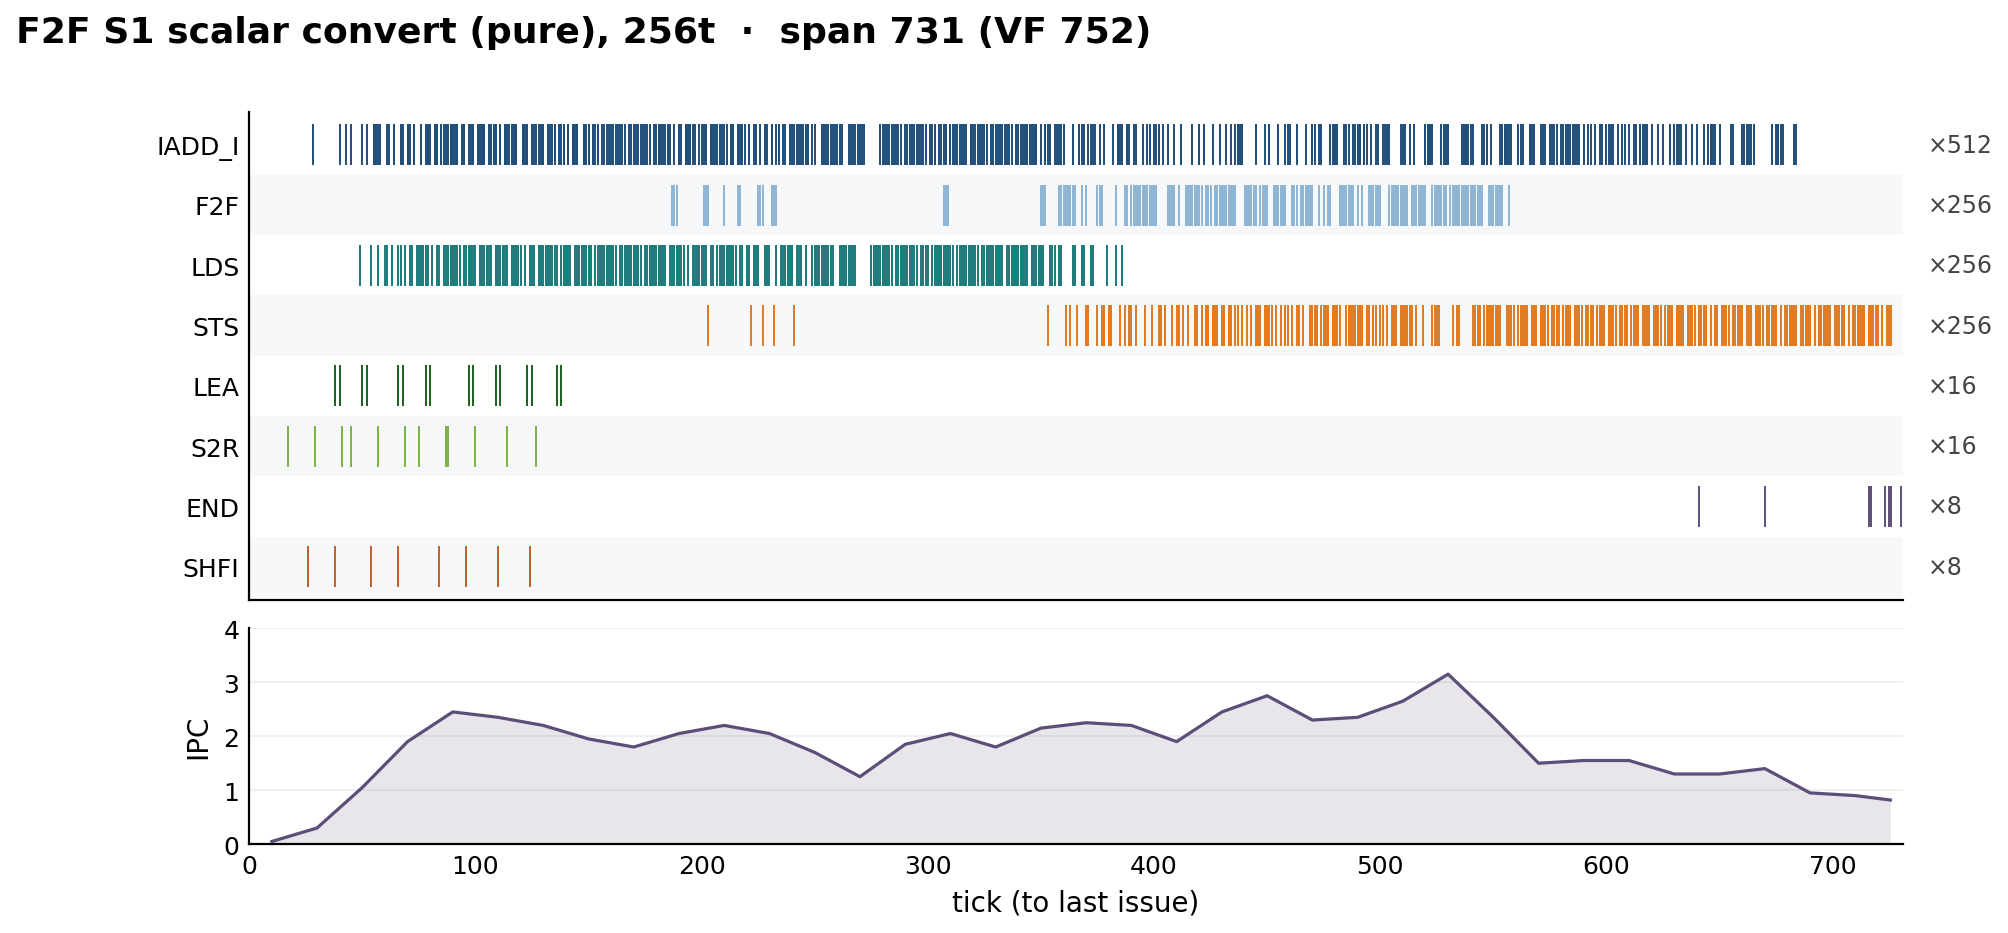 F2F S1 scalar convert (pure), 256t · span 731 (VF 752)
IADD_I ×512
F2F ×256
LDS ×256
STS ×256
LEA ×16
S2R ×16
END ×8
SHFI ×8
4
3
2
1
0
IPC
0 100 200 300 400 500 600 700
tick (to last issue)